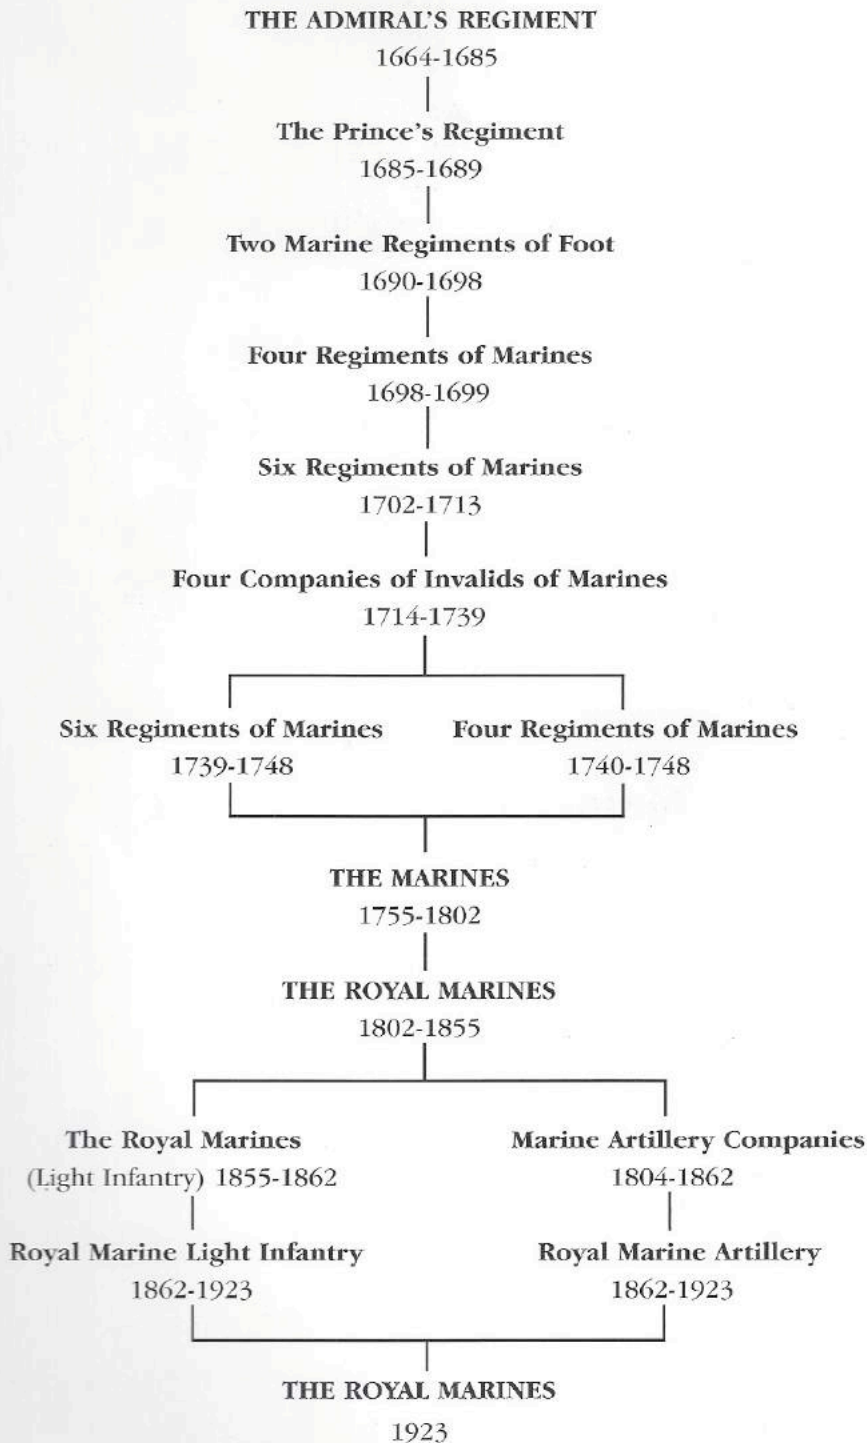 THE ADMIRAL'S REGIMENT
1664-1685
The Prince's Regiment
1685-1689
Two Marine Regiments of Foot
1690-1698
Four Regiments of Marines
1698-1699
Six Regiments of Marines
1702-1713
Four Companies of Invalids of Marines
1714-1739
Six Regiments of Marines
1739-1748
Four Regiments of Marines
1740-1748
THE MARINES
1755-1802
THE ROYAL MARINES
1802-1855
The Royal Marines
(Light Infantry) 1855-1862
Marine Artillery Companies
1804-1862
Royal Marine Light Infantry
1862-1923
Royal Marine Artillery
1862-1923
THE ROYAL MARINES
1923